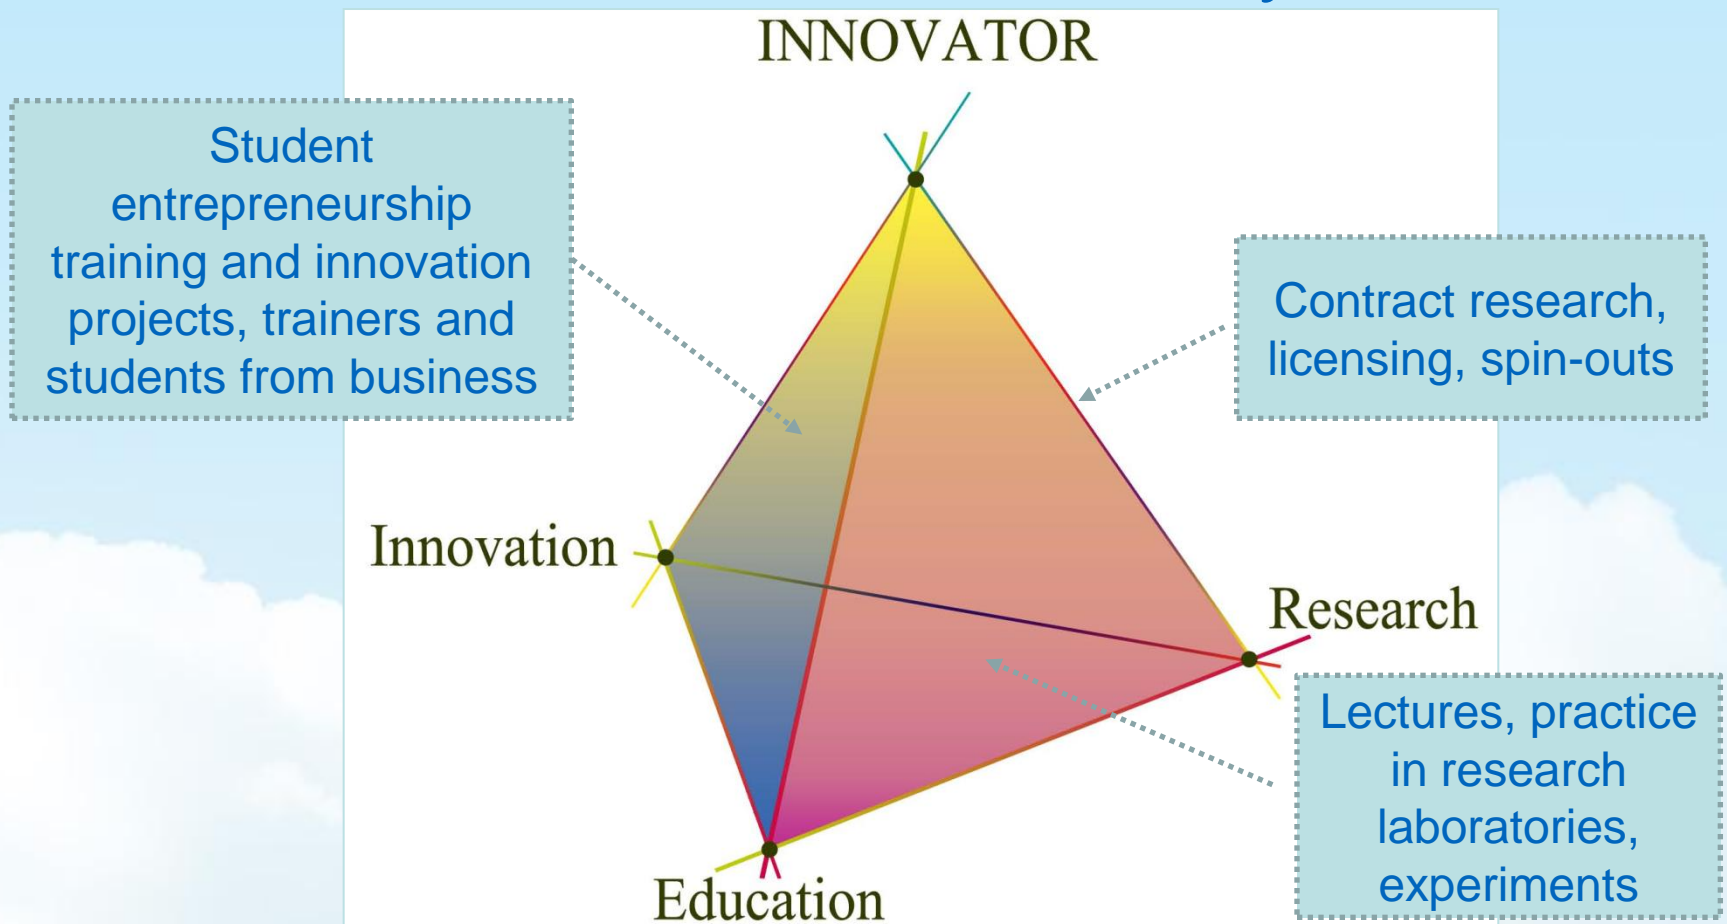 INNOVATOR
Student
entrepreneurship
training and innovation
projects, trainers and
students from business
Contract research,
licensing, spin-outs
Innovation
Research
Lectures, practice
in research
laboratories,
experiments
Education